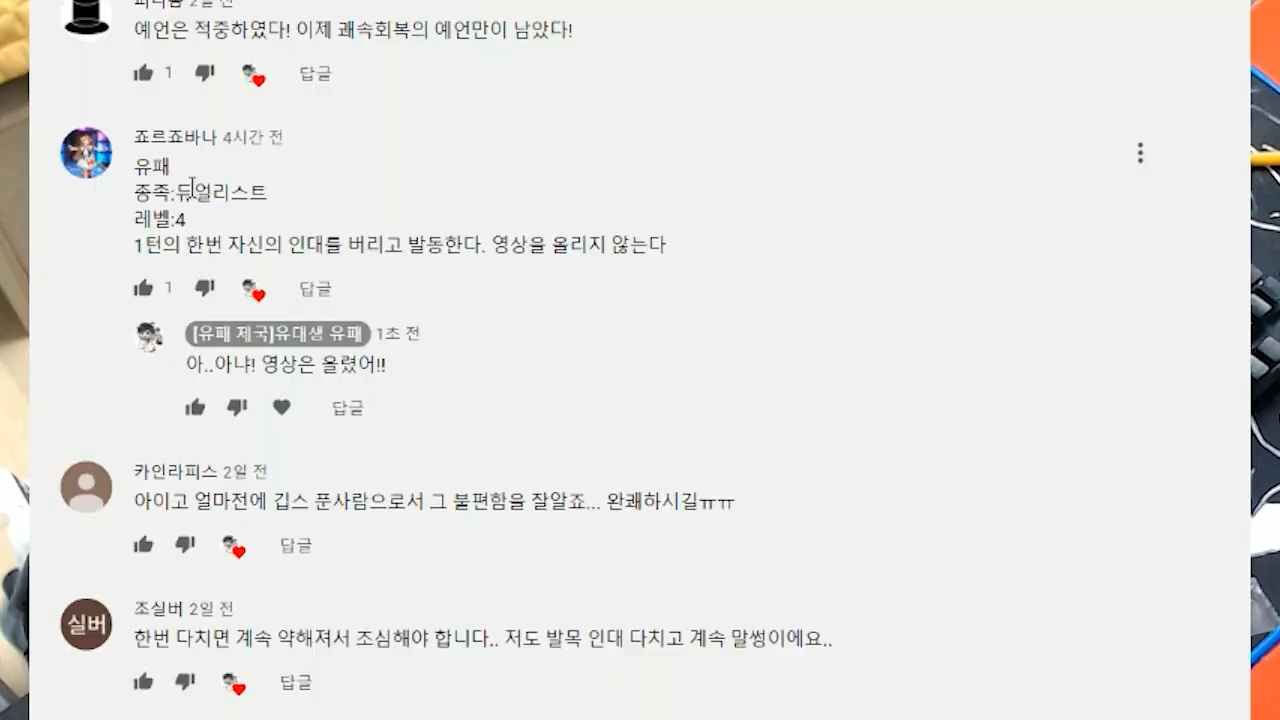 예언은 적중하였다! 이제 쾌속회복의 예언만이 남았다!
1
답글
죠르죠바나 4시간 전
유패
종족:듀얼리스트
레벨:4
1턴의 한번 자신의 인대를 버리고 발동한다. 영상을 올리지 않는다
1
답글
[유패 제국]유대생 유패 1초 전
아..아냐! 영상은 올렸어!!
답글
카인라피스 2일 전
아이고 얼마전에 깁스 푼사람으로서 그 불편함을 잘알죠... 완쾌하시길ㅠㅠ
답글
실버
조실버 2일 전
한번 다치면 계속 약해져서 조심해야 합니다.. 저도 발목 인대 다치고 계속 말썽이에요..
답글